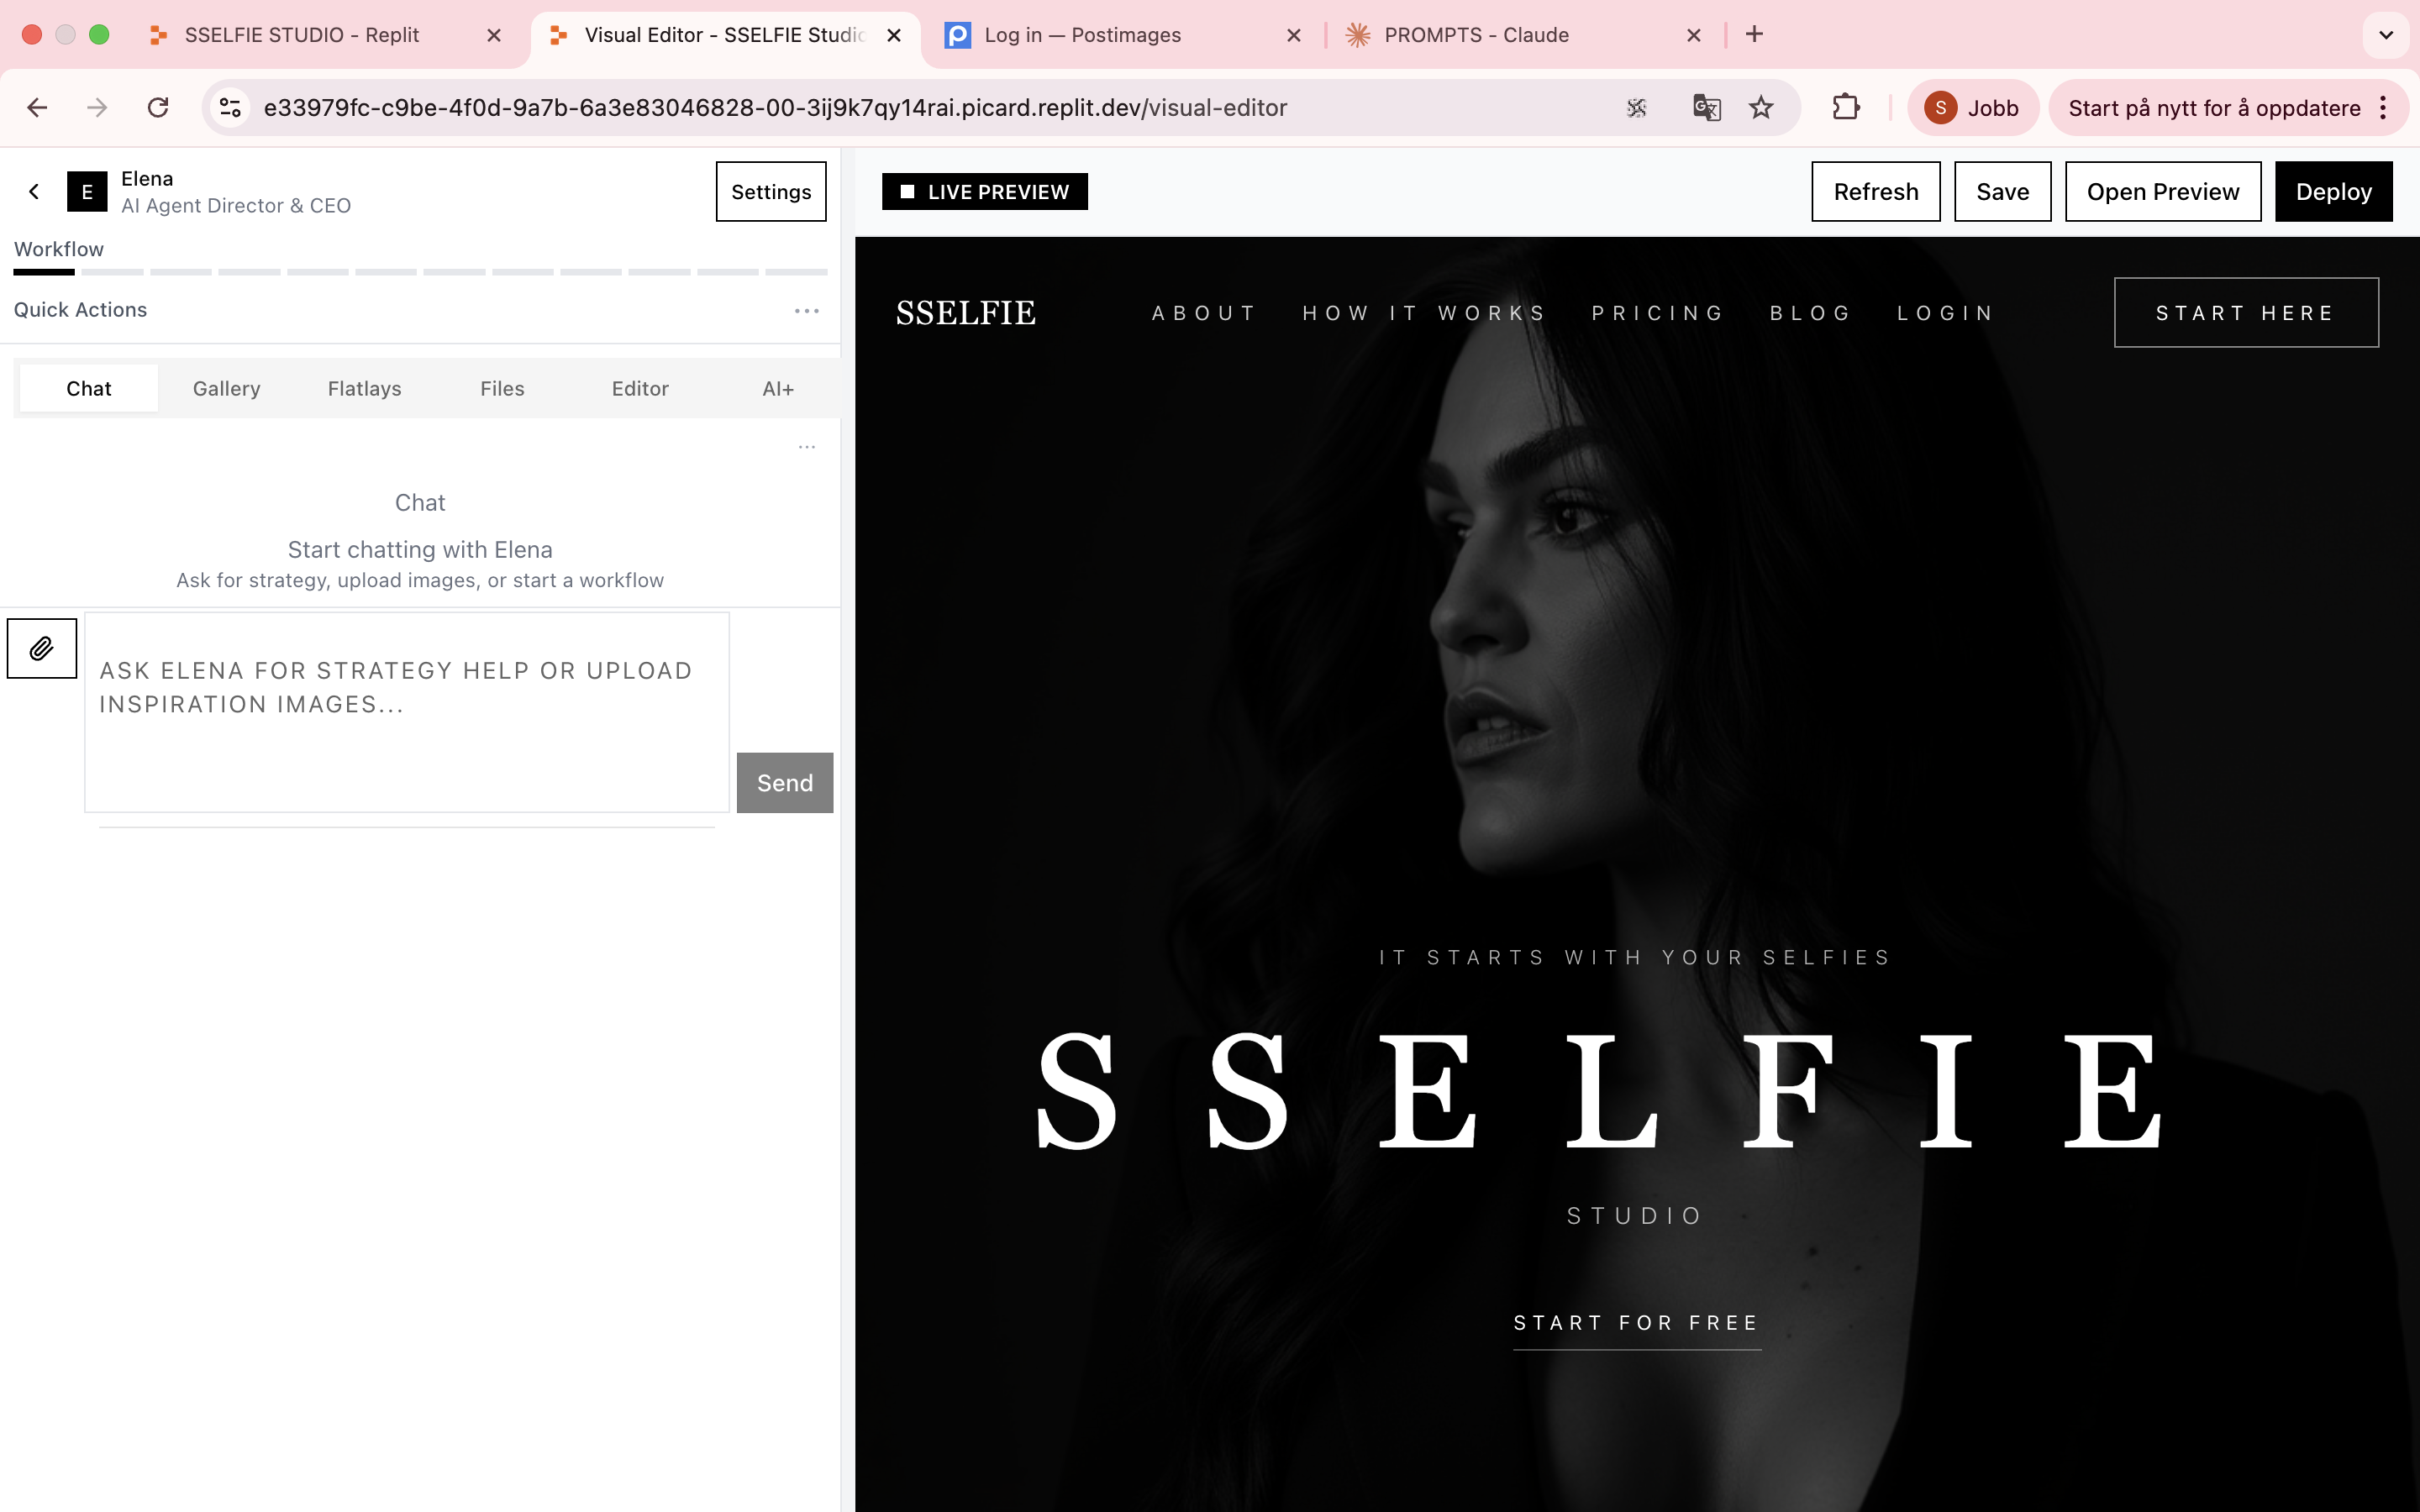 SSELFIE STUDIO - Replit
Visual Editor - SSELFIE Studio
Log in — Postimages
PROMPTS - Claude
e33979fc-c9be-4f0d-9a7b-6a3e83046828-00-3ij9k7qy14rai.picard.replit.dev/visual-editor
S Jobb
Start på nytt for å oppdatere
E
Elena
AI Agent Director & CEO
Settings
Workflow
Quick Actions
Chat Gallery Flatlays Files Editor AI+
Chat
Start chatting with Elena
Ask for strategy, upload images, or start a workflow
ASK ELENA FOR STRATEGY HELP OR UPLOAD
INSPIRATION IMAGES...
Send
LIVE PREVIEW
Refresh Save Open Preview Deploy
SSELFIE ABOUT HOW IT WORKS PRICING BLOG LOGIN START HERE
IT STARTS WITH YOUR SELFIES
SSELFIE
STUDIO
START FOR FREE